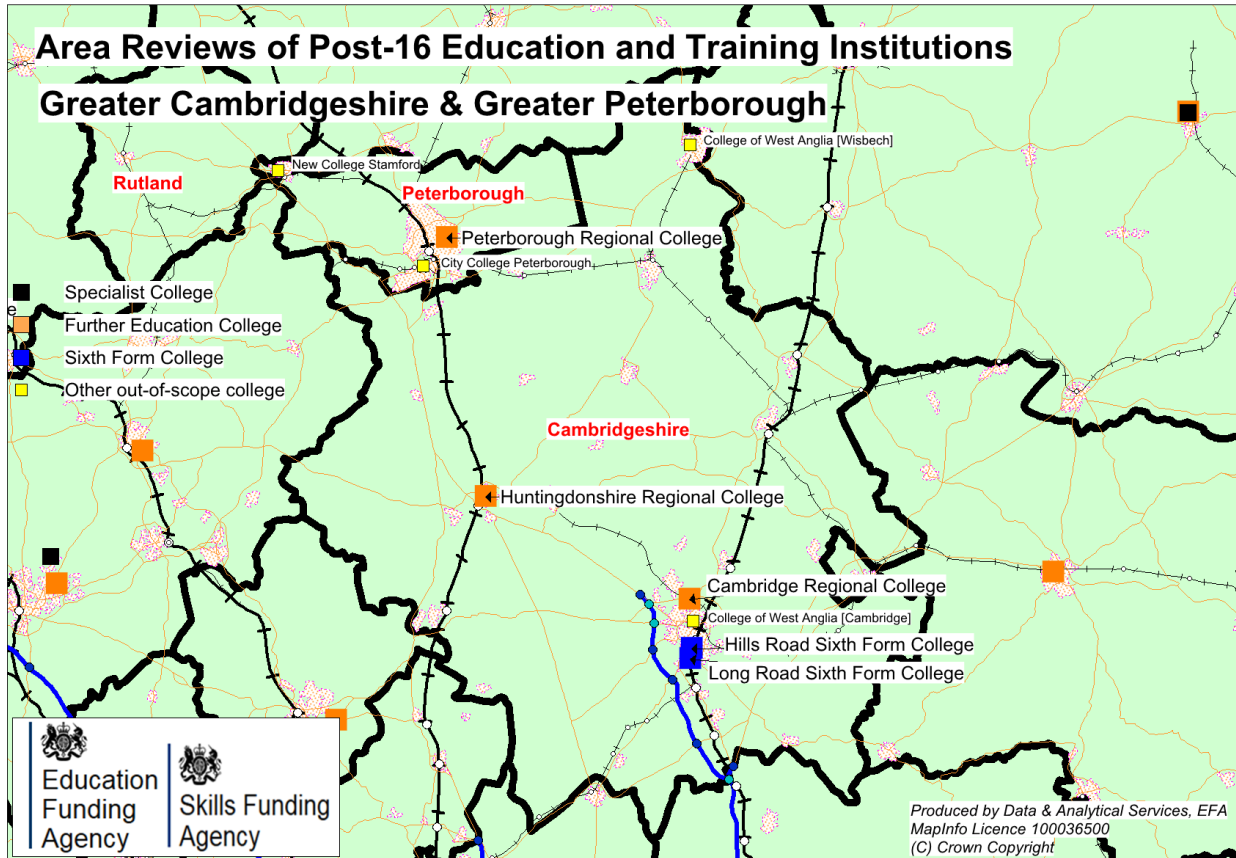 Area Reviews of Post-16 Education and Training Institutions
Greater Cambridgeshire & Greater Peterborough
College of West Anglia [Wisbech]
New College Stamford
Rutland
Peterborough
Peterborough Regional College
City College Peterborough
Specialist College
e
Further Education College
Sixth Form College
Other out-of-scope college
Cambridgeshire
Huntingdonshire Regional College
Cambridge Regional College
College of West Anglia [Cambridge]
Hills Road Sixth Form College
Long Road Sixth Form College
Education
Funding
Agency
Skills Funding
Agency
Produced by Data & Analytical Services, EFA
MapInfo Licence 100036500
(C) Crown Copyright